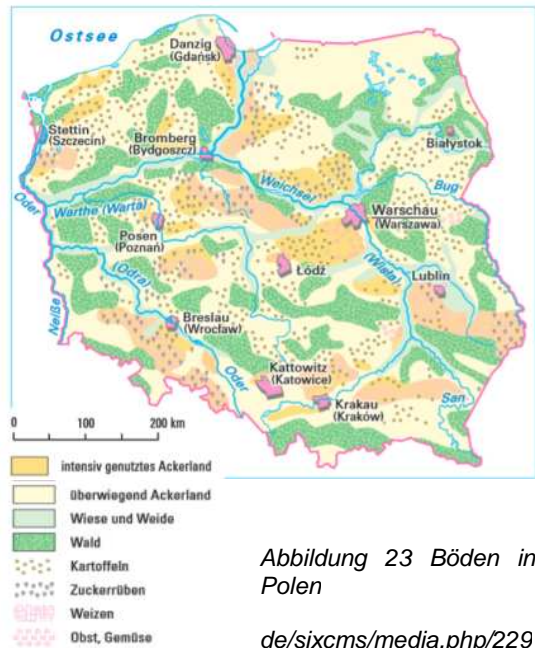 Ostsee
Danzig
(Gdańsk)
Stettin
(Szczecin)
Bromberg
(Bydgoszcz)
Białystok
Weichsel
Bug
Oder
Warthe (Warta)
Warschau
(Warszawa)
Posen
(Poznań)
Łódź
(Wisła)
Lublin
(Odra)
Neiße
Breslau
(Wrocław)
Oder
Kattowitz
(Katowice)
Krakau
(Kraków)
San
0 100 200 km
intensiv genutztes Ackerland
überwiegend Ackerland
Wiese und Weide
Wald
Kartoffeln
Zuckerrüben
Weizen
Obst, Gemüse
Abbildung 23 Böden in
Polen
de/sixcms/media.php/229